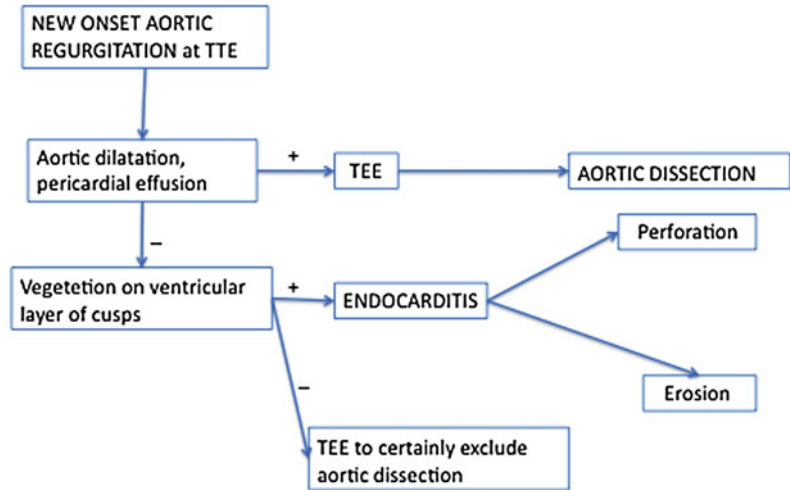 NEW ONSET AORTIC
REGURGITATION at TTE
Aortic dilatation,
pericardial effusion
+
TEE
AORTIC DISSECTION
–
Perforation
Vegetetion on ventricular
layer of cusps
+
ENDOCARDITIS
–
Erosion
TEE to certainly exclude
aortic dissection